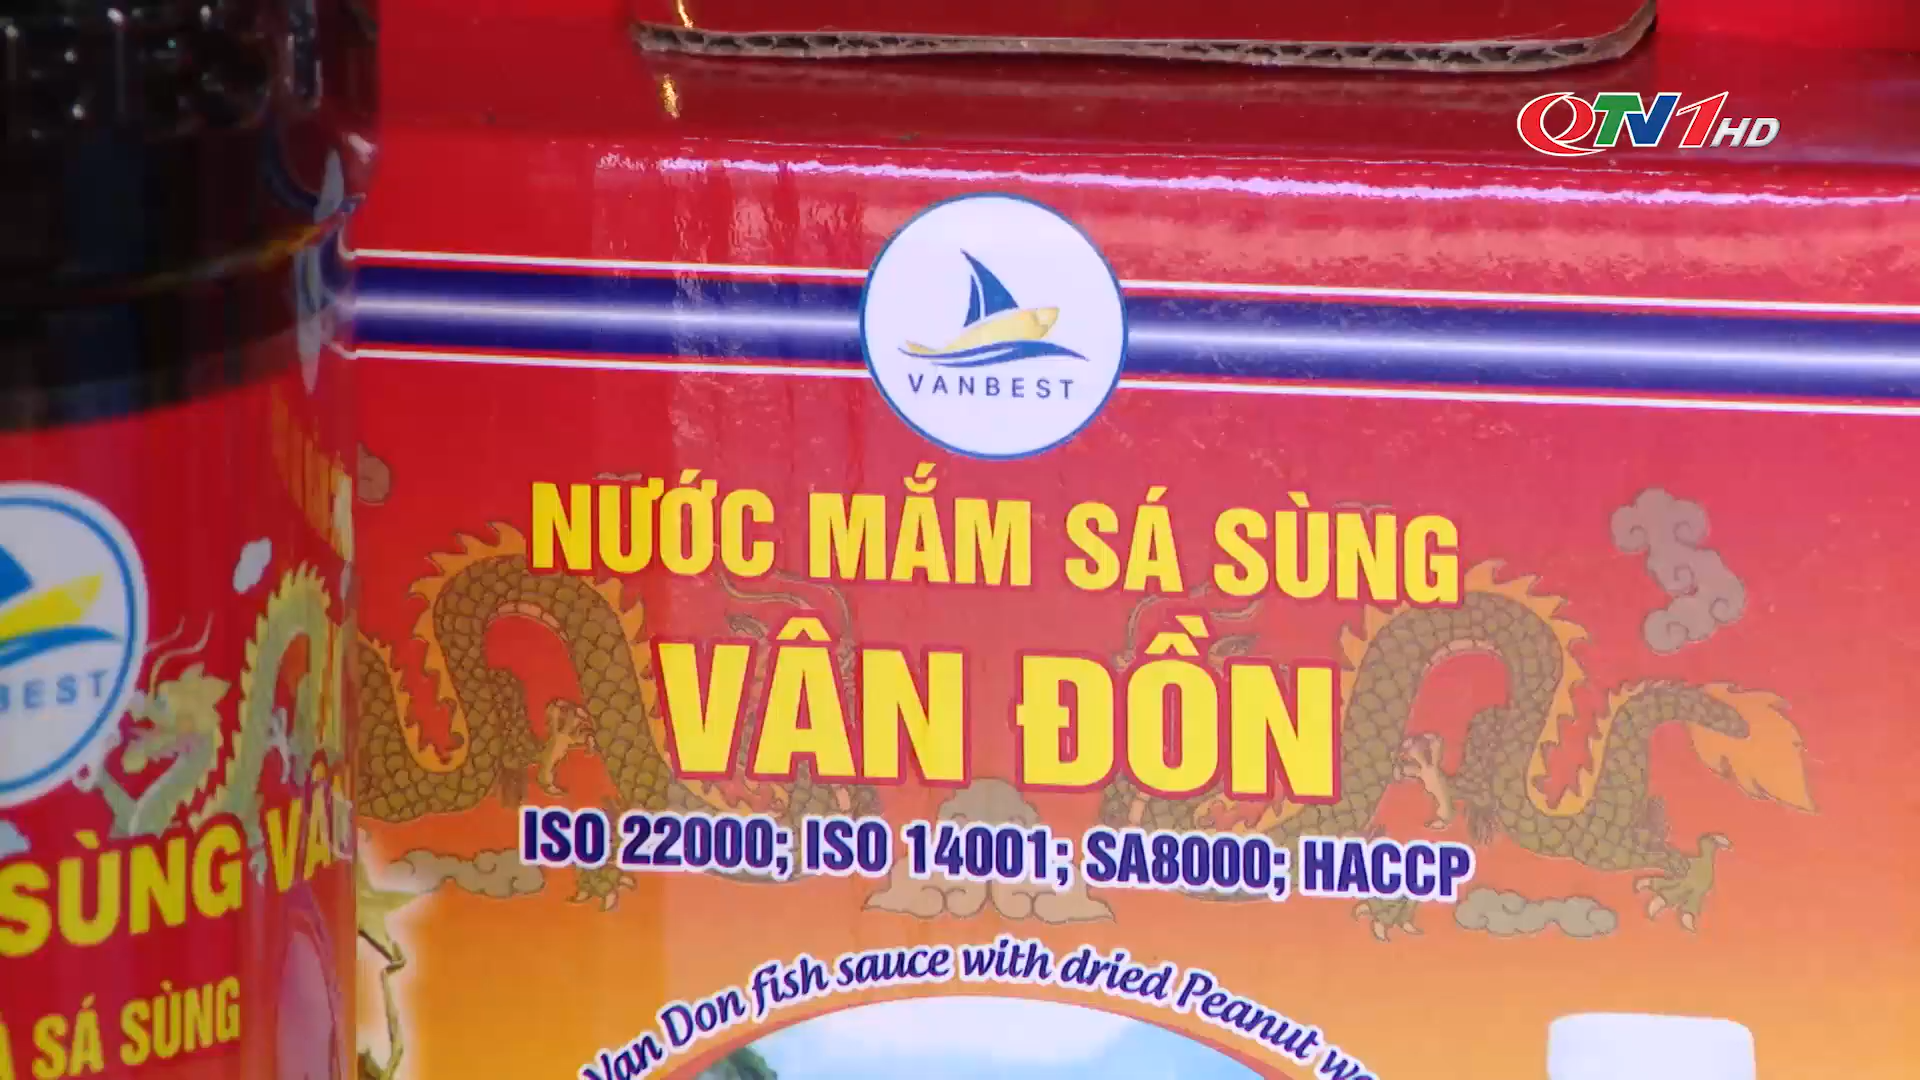 QTV1HD
VANBEST
NƯỚC MẮM SÁ SÙNG
VÂN ĐỒN
ISO 22000; ISO 14001; SA8000; HACCP
Van Don fish sauce with dried Peanut
BEST
SÙNG VÂ
SÁ SÙNG